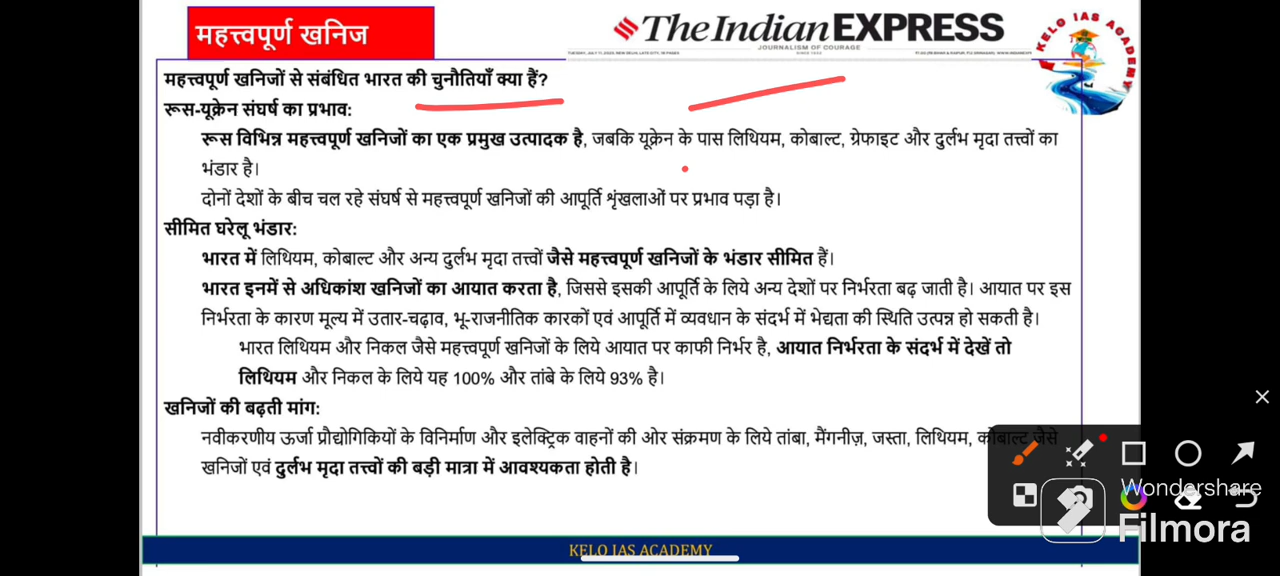 महत्त्वपूर्ण खनिज
The Indian EXPRESS
JOURNALISM OF COURAGE
KELO IAS ACADEMY
महत्त्वपूर्ण खनिजों से संबंधित भारत की चुनौतियाँ क्या हैं?
रूस-यूक्रेन संघर्ष का प्रभाव:
रूस विभिन्न महत्त्वपूर्ण खनिजों का एक प्रमुख उत्पादक है, जबकि यूक्रेन के पास लिथियम, कोबाल्ट, ग्रेफाइट और दुर्लभ मृदा तत्त्वों का
भंडार है।
दोनों देशों के बीच चल रहे संघर्ष से महत्त्वपूर्ण खनिजों की आपूर्ति शृंखलाओं पर प्रभाव पड़ा है।
सीमित घरेलू भंडार:
भारत में लिथियम, कोबाल्ट और अन्य दुर्लभ मृदा तत्त्वों जैसे महत्त्वपूर्ण खनिजों के भंडार सीमित हैं।
भारत इनमें से अधिकांश खनिजों का आयात करता है, जिससे इसकी आपूर्ति के लिये अन्य देशों पर निर्भरता बढ़ जाती है। आयात पर इस
निर्भरता के कारण मूल्य में उतार-चढ़ाव, भू-राजनीतिक कारकों एवं आपूर्ति में व्यवधान के संदर्भ में भेद्यता की स्थिति उत्पन्न हो सकती है।
भारत लिथियम और निकल जैसे महत्त्वपूर्ण खनिजों के लिये आयात पर काफी निर्भर है, आयात निर्भरता के संदर्भ में देखें तो
लिथियम और निकल के लिये यह 100% और तांबे के लिये 93% है।
खनिजों की बढ़ती मांग:
नवीकरणीय ऊर्जा प्रौद्योगिकियों के विनिर्माण और इलेक्ट्रिक वाहनों की ओर संक्रमण के लिये तांबा, मैंगनीज़, जस्ता, लिथियम, कोबाल्ट जैसे
खनिजों एवं दुर्लभ मृदा तत्त्वों की बड़ी मात्रा में आवश्यकता होती है।
Wondershare
Filmora
KELO IAS ACADEMY